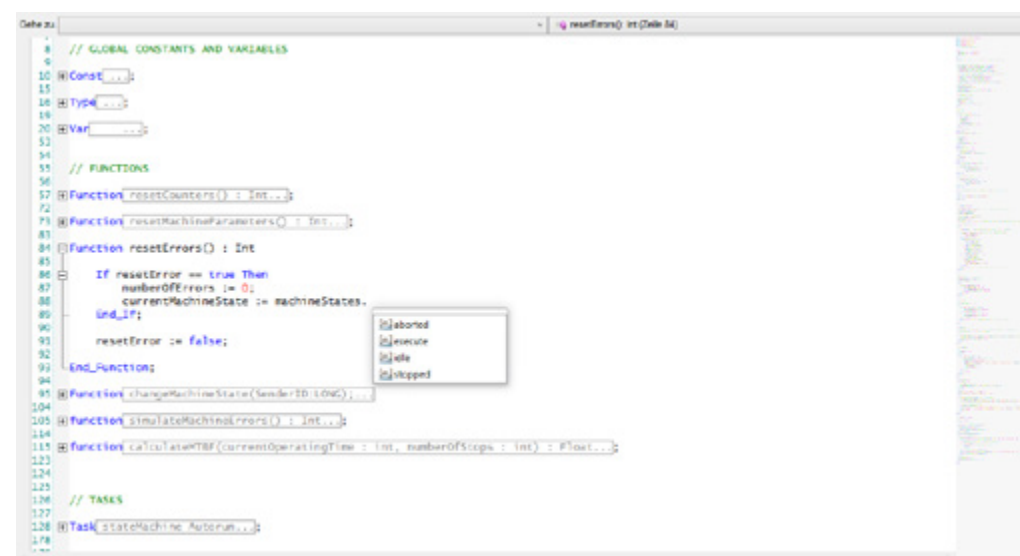 Gehe zu: resetErrors() : Int (Zeile 84)
8 // GLOBAL CONSTANTS AND VARIABLES
9
10 Const ...;
15
16 Type ...;
19
20 Var ...;
53
54
55 // FUNCTIONS
56
57 Function resetCounters() : Int...;
72
73 Function resetMachineParameters() : Int...;
83
84 Function resetErrors() : Int
85
86 If resetError == true Then
87 numberOfErrors := 0;
88 currentMachineState := machineStates.
89 End_If;
90
91 resetError := false;
92
93 End_Function;
aborted
execute
idle
stopped
94
95 Function changeMachineState(SenderID:LONG);...
104
105 function simulateMachineErrors() : Int...;
114
115 function calculateMTBF(currentOperatingTime : int, numberOfStops : int) : Float...;
123
124
125
126 // TASKS
127
128 Task stateMachine Autorun...;
178